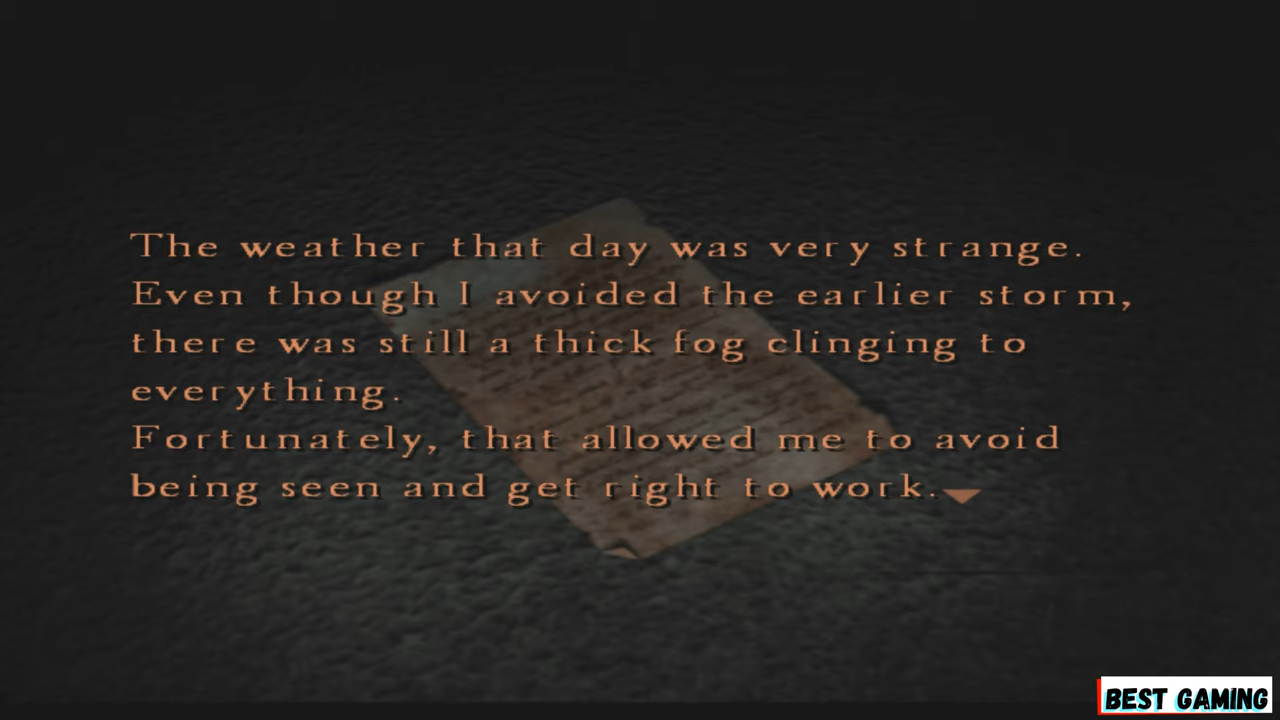 The weather that day was very strange.
Even though I avoided the earlier storm,
there was still a thick fog clinging to
everything.
Fortunately, that allowed me to avoid
being seen and get right to work.
BEST GAMING